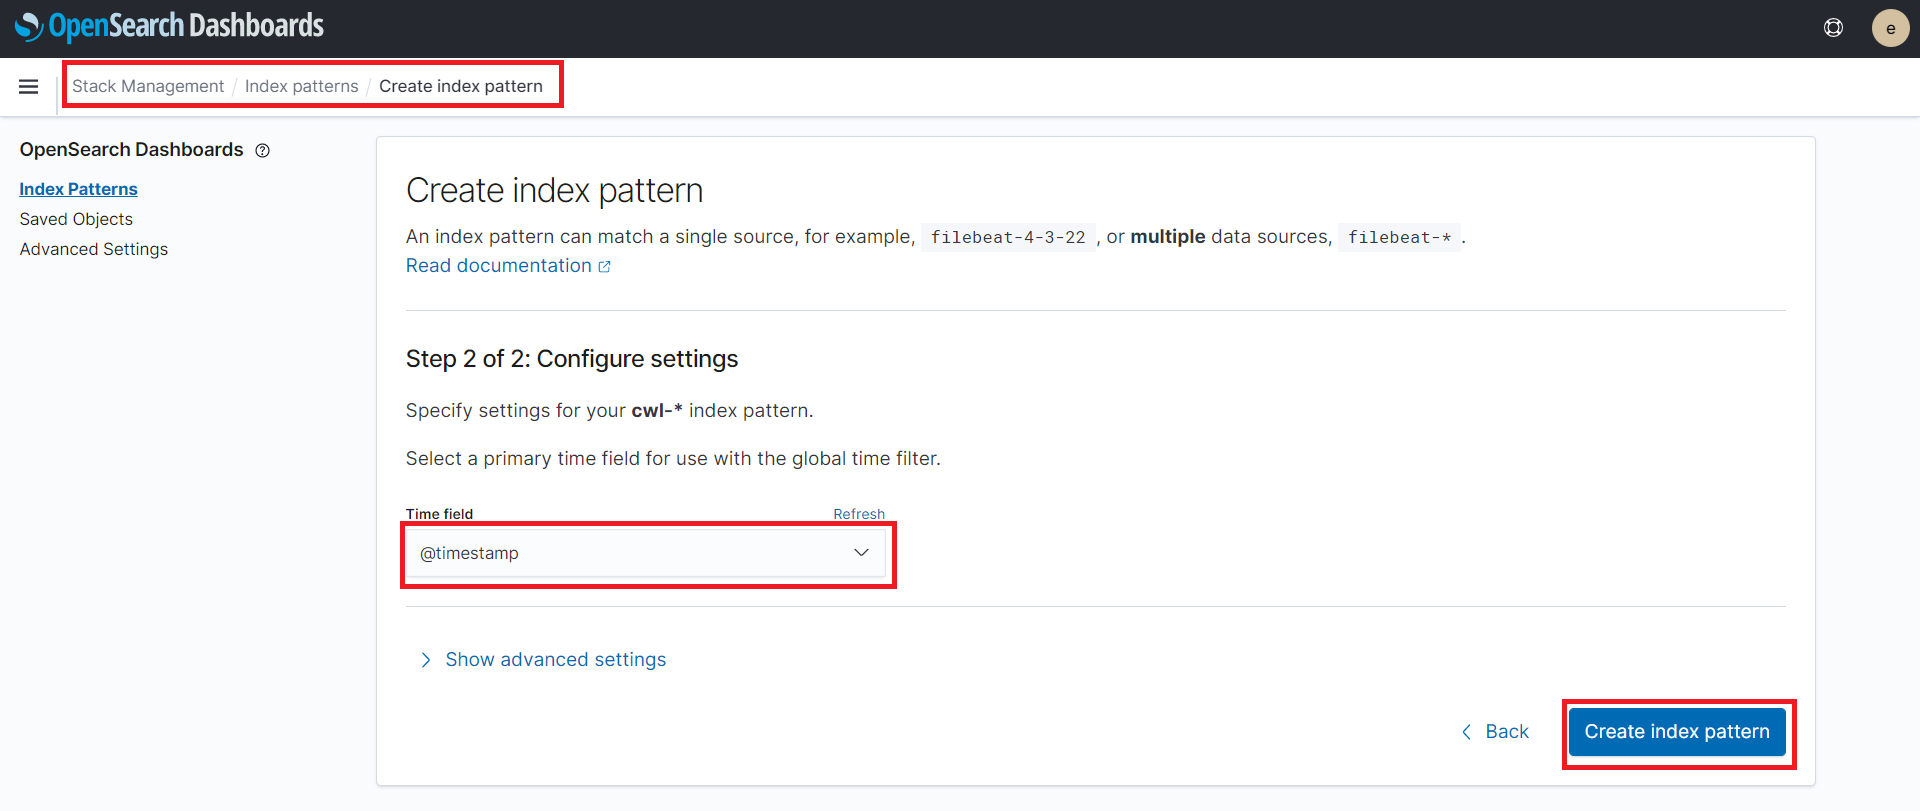 OpenSearch Dashboards
e
Stack Management / Index patterns / Create index pattern
OpenSearch Dashboards
Index Patterns
Saved Objects
Advanced Settings
Create index pattern
An index pattern can match a single source, for example, filebeat-4-3-22 , or multiple data sources, filebeat-* .
Read documentation
Step 2 of 2: Configure settings
Specify settings for your cwl-* index pattern.
Select a primary time field for use with the global time filter.
Time field Refresh
@timestamp
Show advanced settings
Back Create index pattern